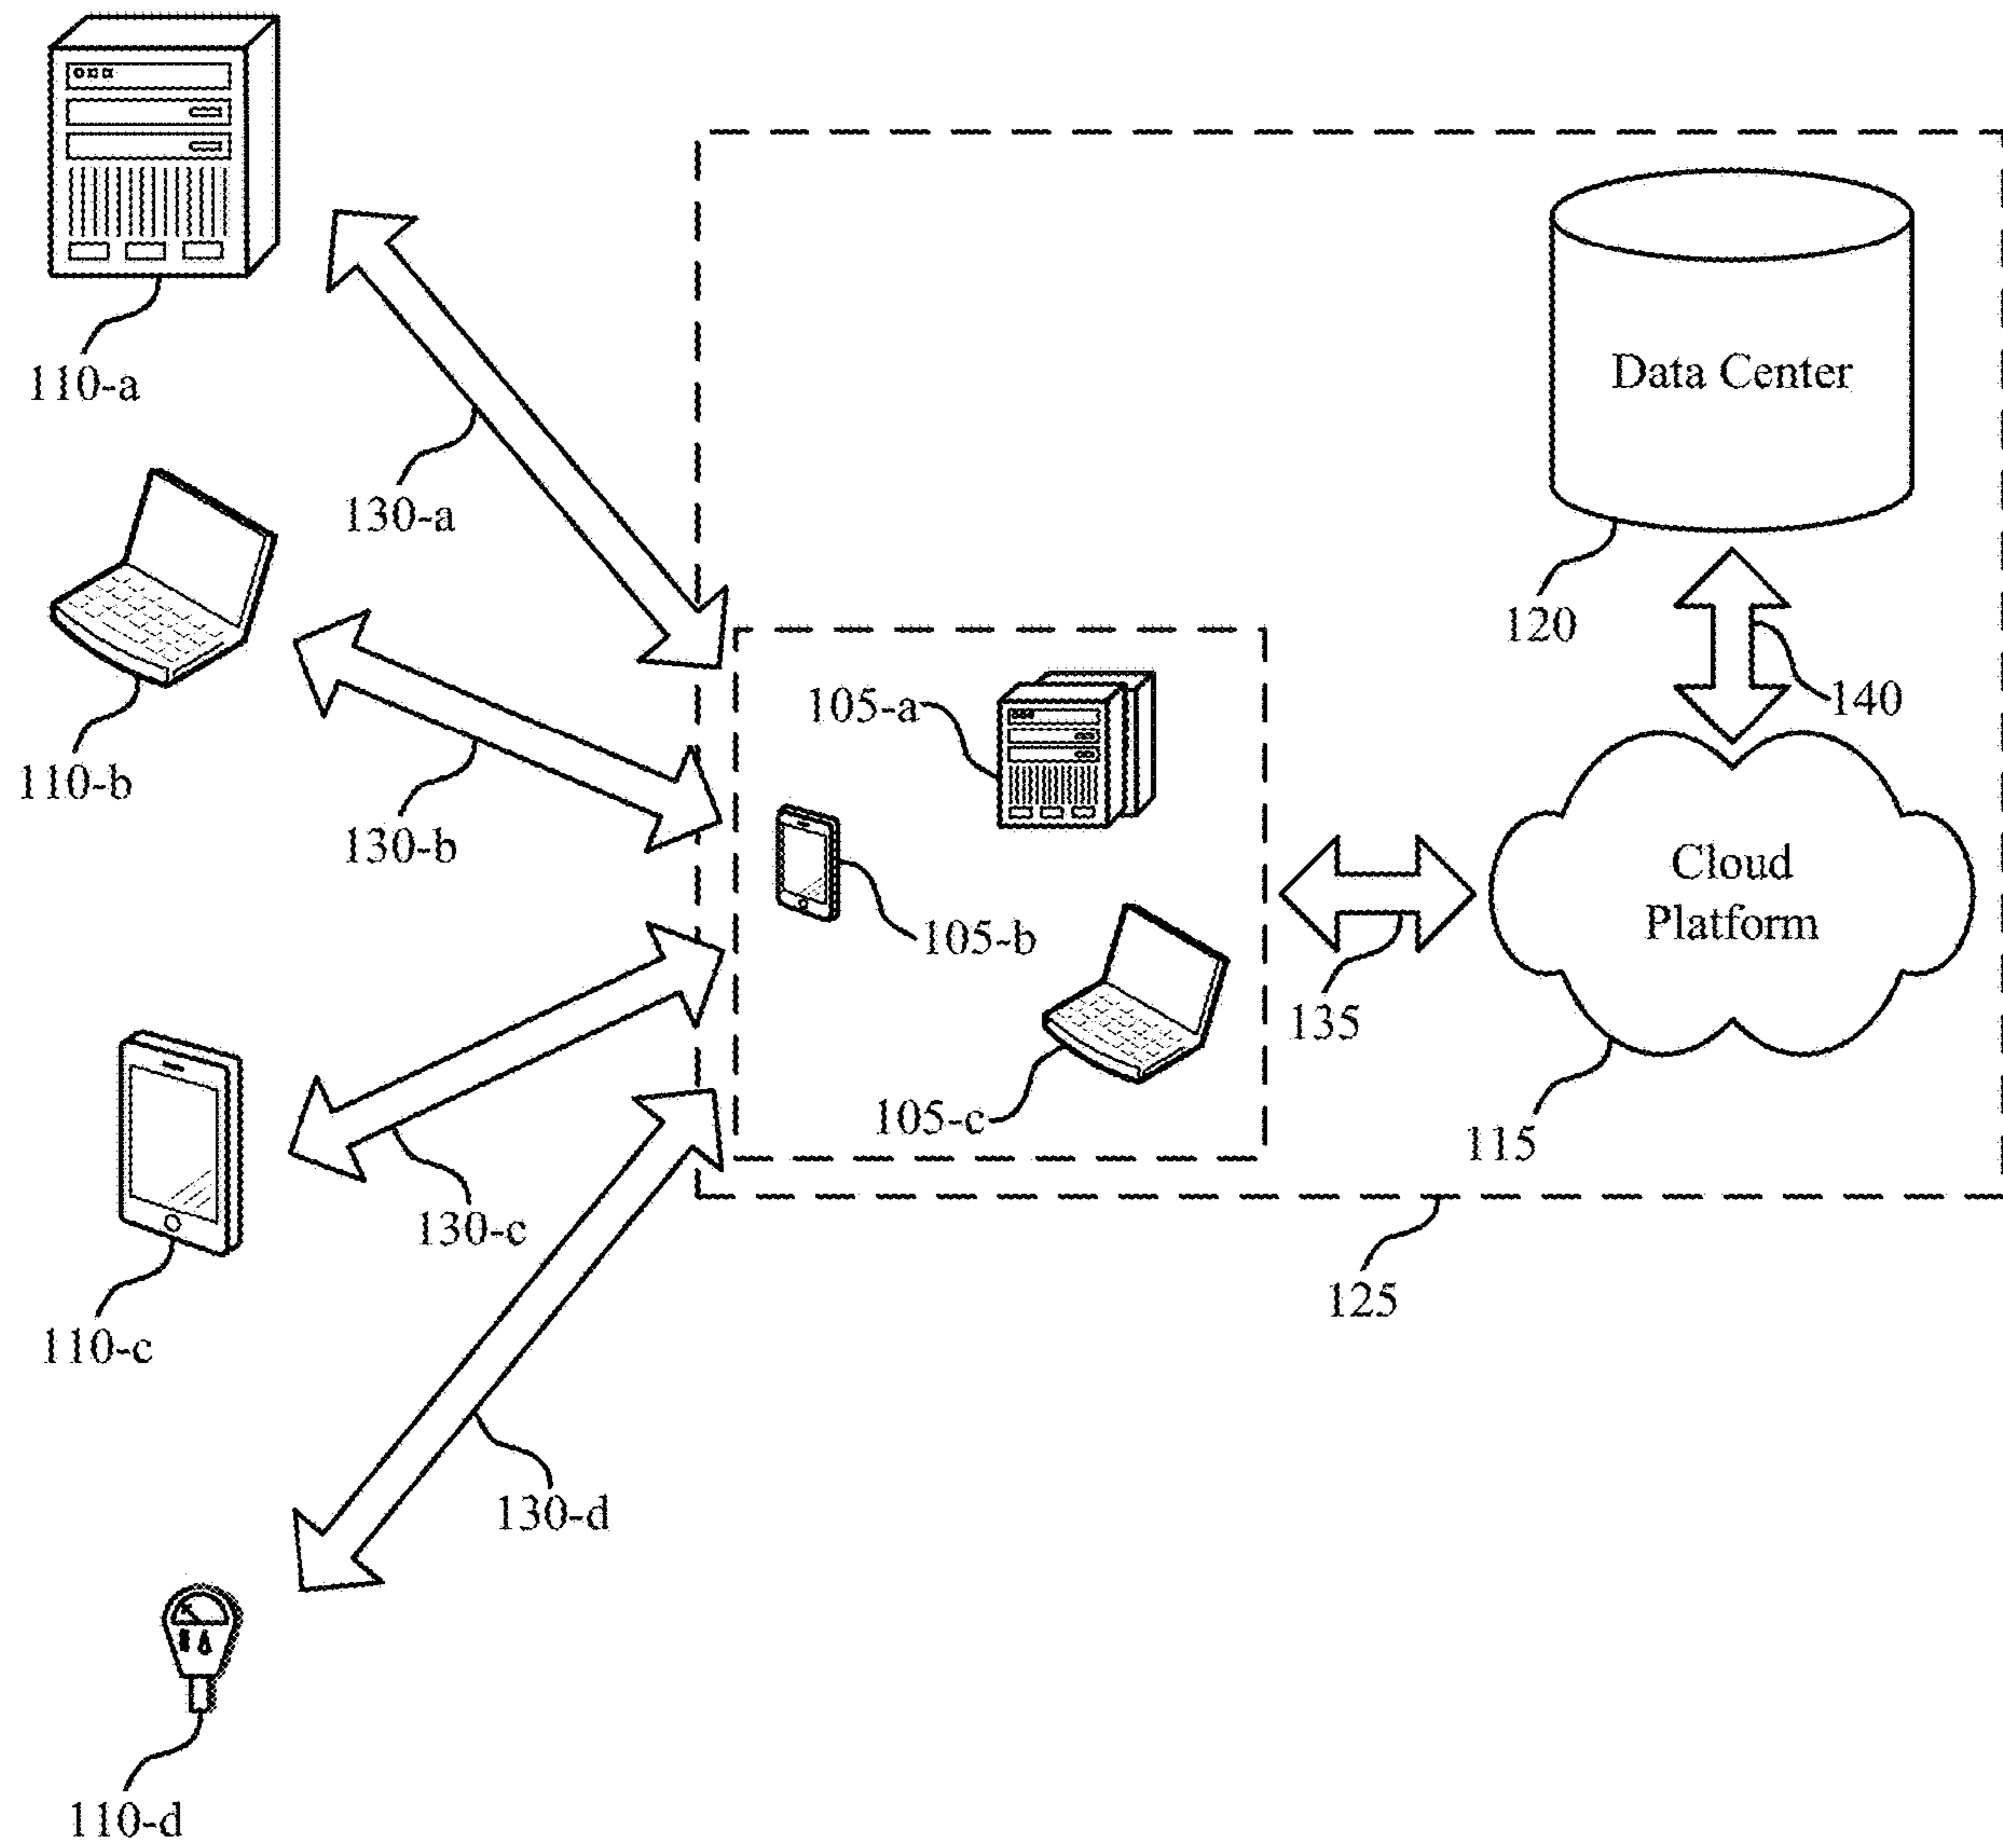 110-a
130-a
Data Center
120
140
110-b
130-b
105-a
105-b
Cloud
Platform
135
105-c
115
130-c
125
110-c
130-d
110-d